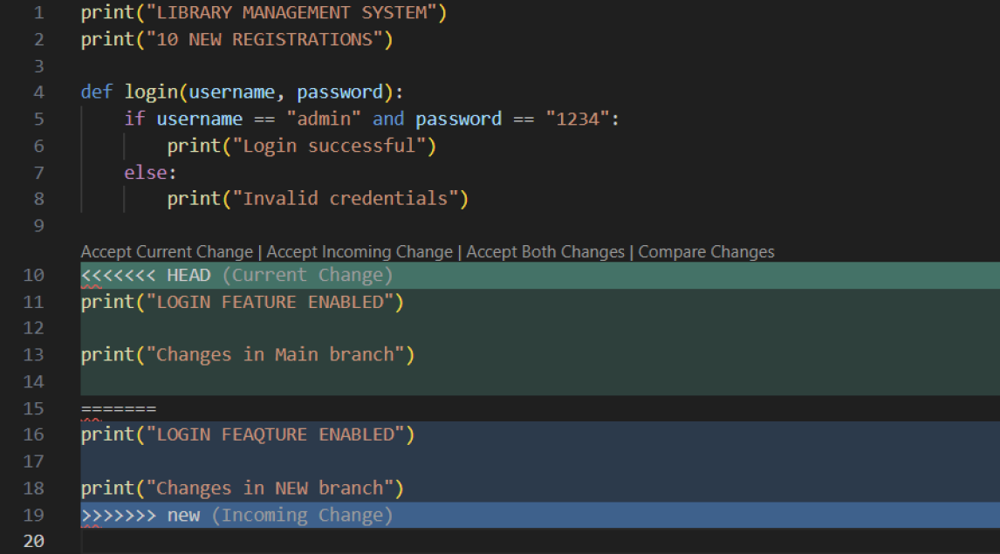 1 print("LIBRARY MANAGEMENT SYSTEM")
2 print("10 NEW REGISTRATIONS")
3
4 def login(username, password):
5     if username == "admin" and password == "1234":
6         print("Login successful")
7     else:
8         print("Invalid credentials")
9
Accept Current Change | Accept Incoming Change | Accept Both Changes | Compare Changes
10 <<<<<<< HEAD (Current Change)
11 print("LOGIN FEATURE ENABLED")
12
13 print("Changes in Main branch")
14
15 =======
16 print("LOGIN FEAQTURE ENABLED")
17
18 print("Changes in NEW branch")
19 >>>>>>> new (Incoming Change)
20